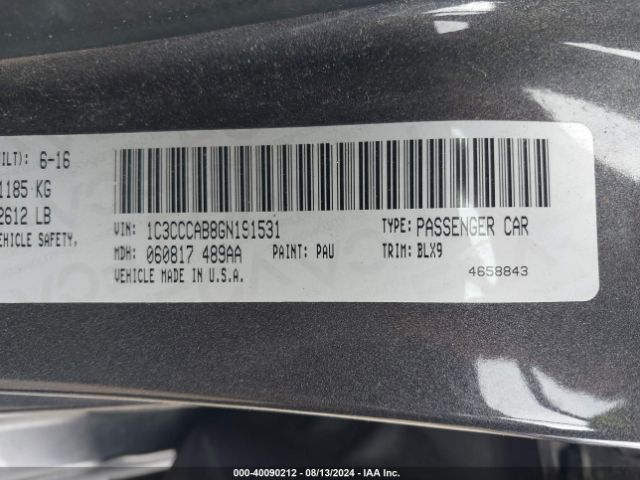 ILT): 6-16
1185 KG
2612 LB
EHICLE SAFETY,
VIN: 1C3CCCAB8GN191531
TYPE: PASSENGER CAR
MDH: 060817 489AA
PAINT: PAU
TRIM: BLX9
VEHICLE MADE IN U.S.A.
4658843
000-40090212 - 08/13/2024 - IAA Inc.